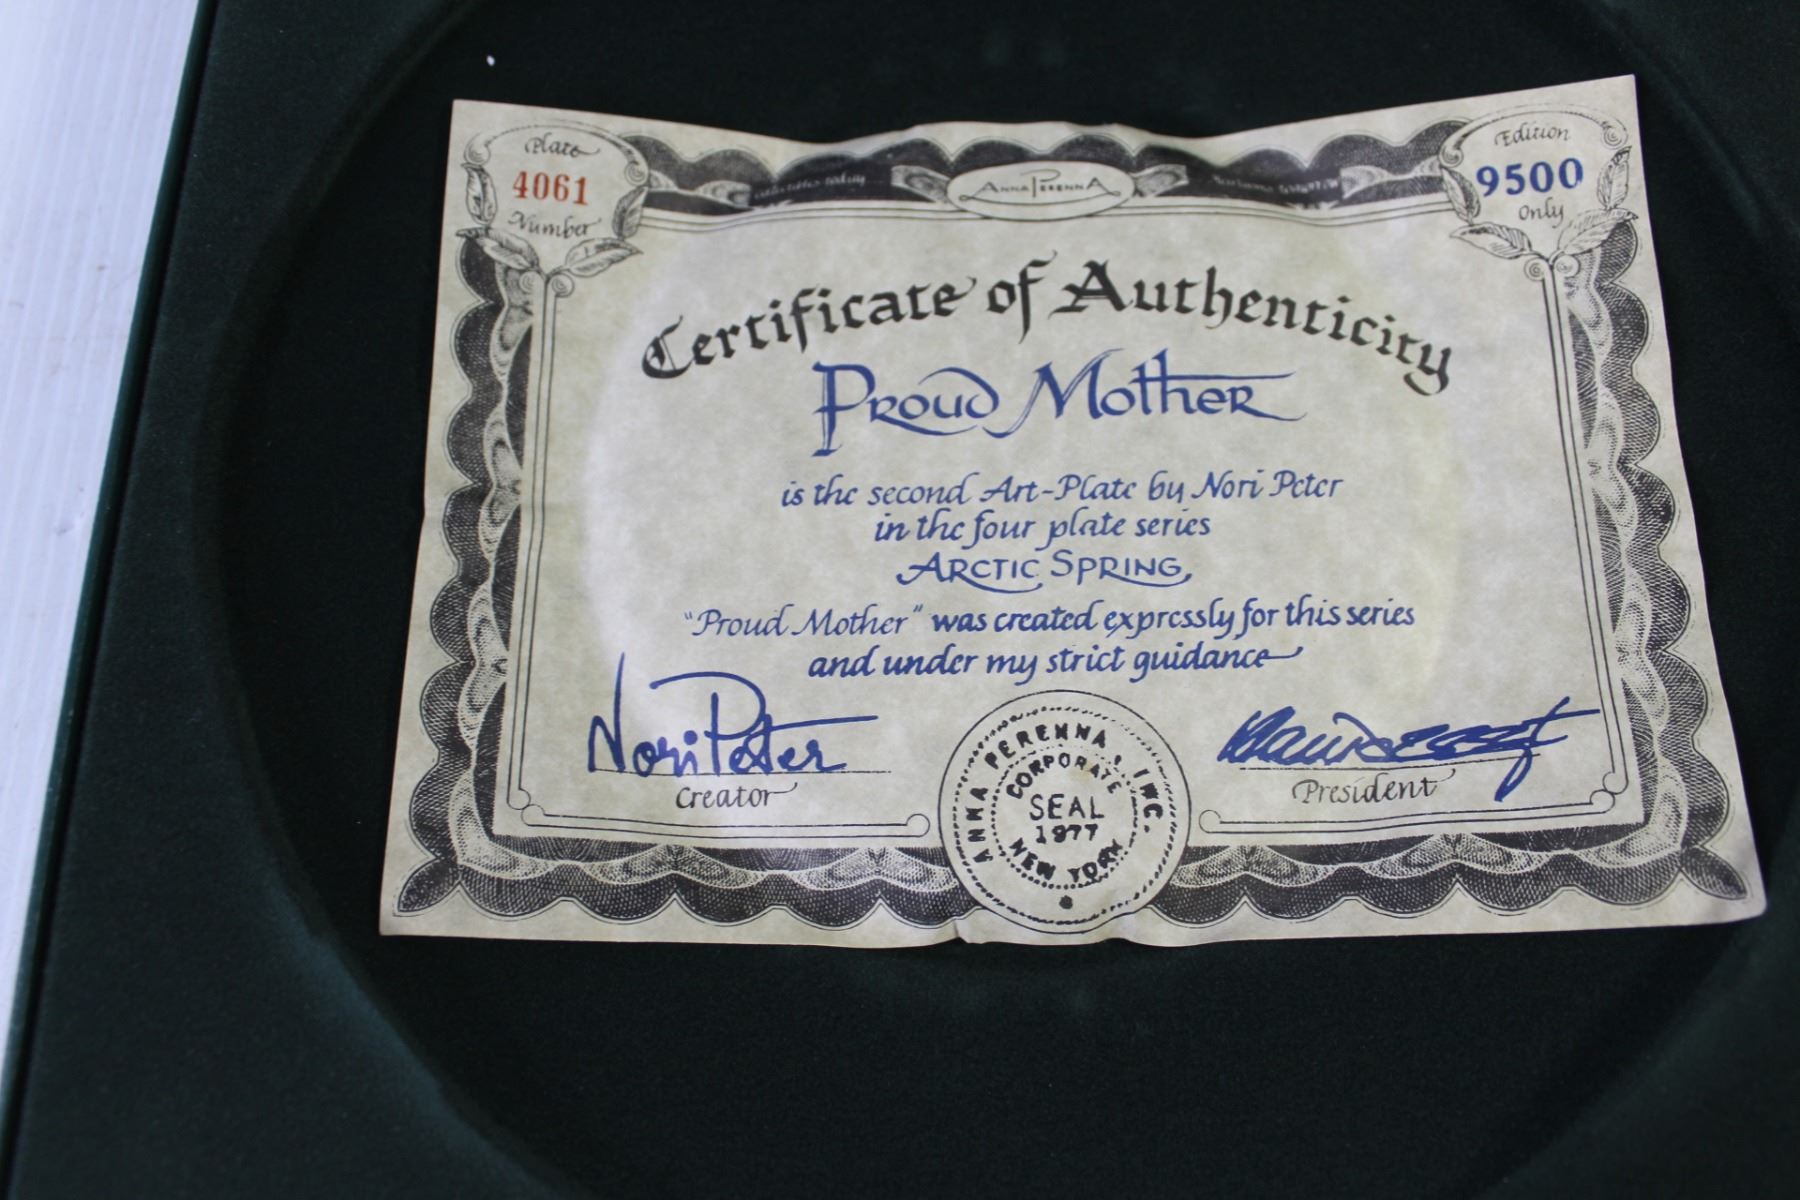 Plate
4061
Number
Anna Perenna
Edition
9500
Only
Certificate of Authenticity
Proud Mother
is the second Art-Plate by Nori Peter
in the four plate series
ARCTIC SPRING
"Proud Mother" was created expressly for this series
and under my strict guidance
Nori Peter
Creator
President
ANNA PERENNA, INC.
CORPORATE
SEAL
1977
NEW YORK